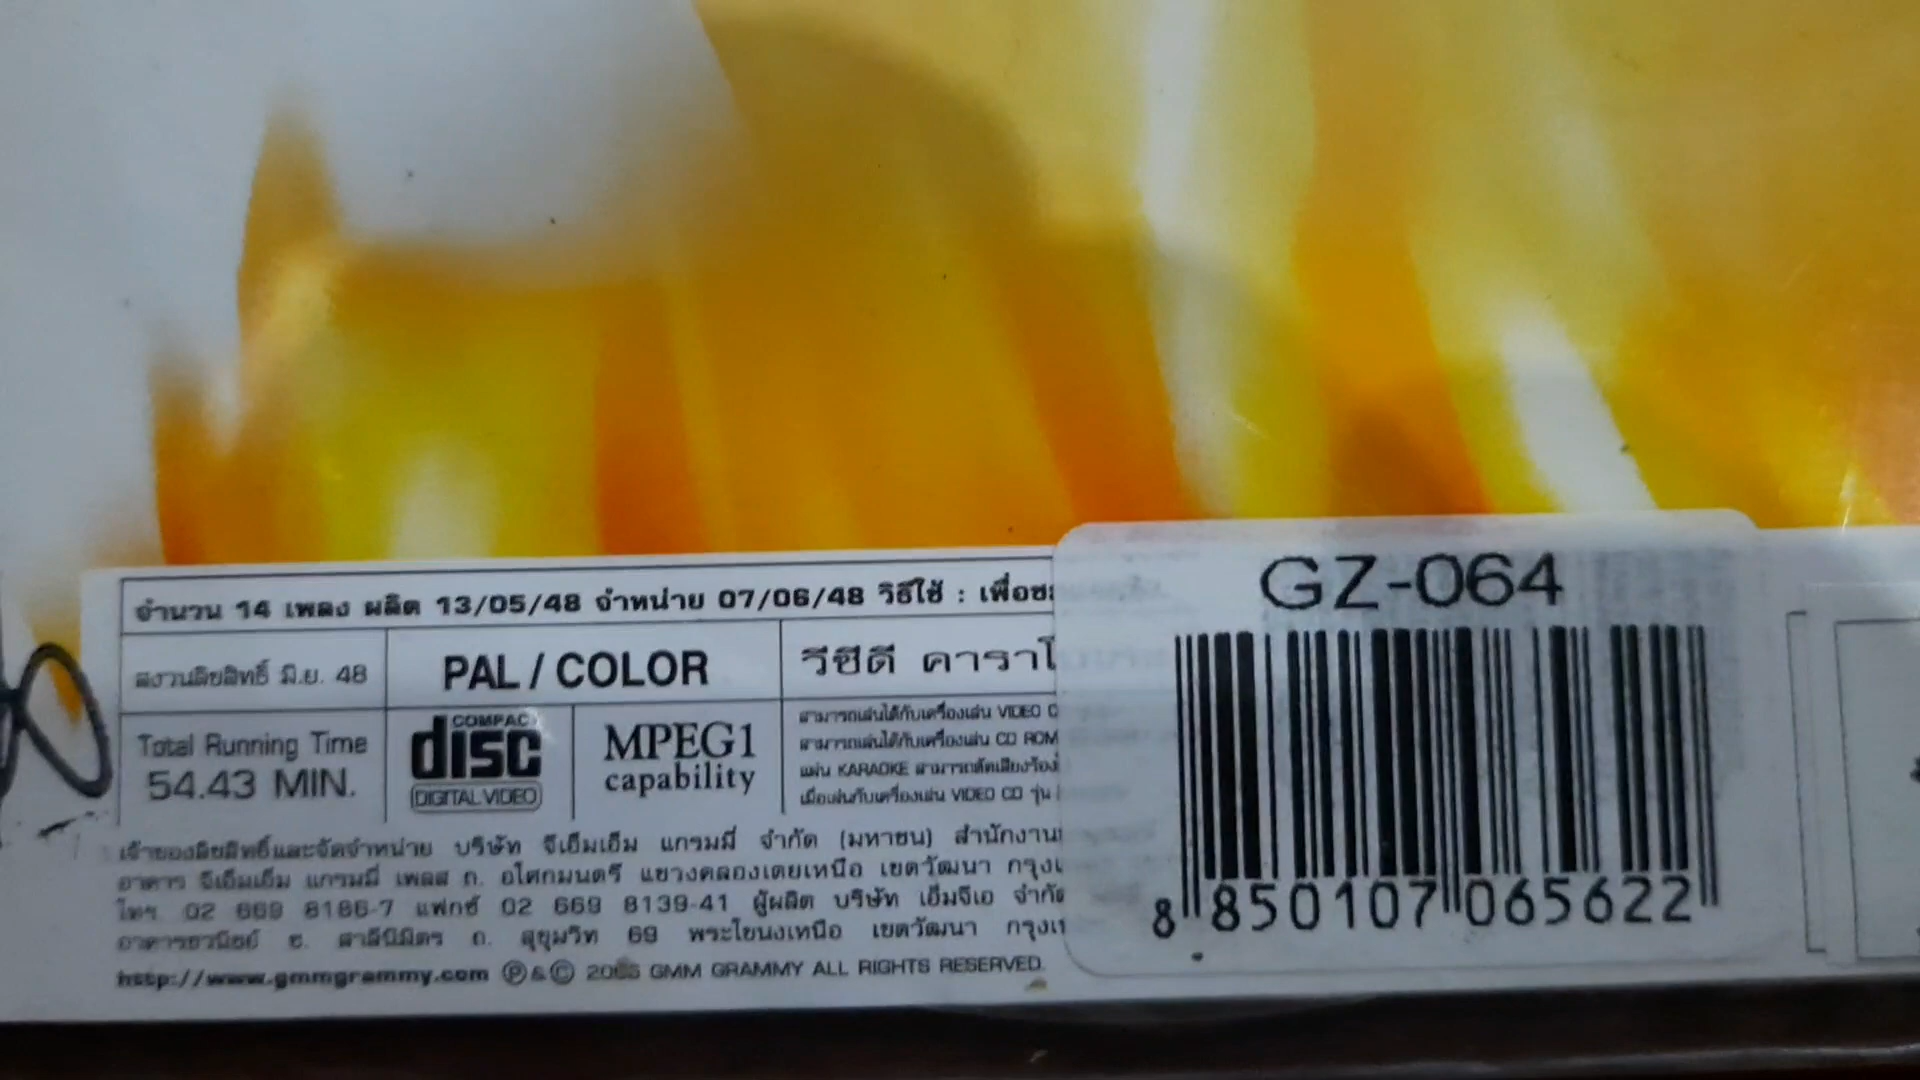 จำนวน 14 เพลง ผลิต 13/05/48 จำหน่าย 07/06/48 วิธีใช้ : เพื่อช
สงวนลิขสิทธิ์ มิ.ย. 48
PAL / COLOR
วีซีดี คาราโ
Total Running Time
54.43 MIN.
COMPACT
disc
DIGITAL VIDEO
MPEG1
capability
สามารถเล่นได้กับเครื่องเล่น VIDEO C
สามารถเล่นได้กับเครื่องเล่น CD ROM
แผ่น KARAOKE สามารถตัดเสียงร้อง
เมื่อเล่นกับเครื่องเล่น VIDEO CD รุ่น
เจ้าของลิขสิทธิ์และจัดจำหน่าย บริษัท จีเอ็มเอ็ม แกรมมี่ จำกัด (มหาชน) สำนักงาน
อาคาร จีเอ็มเอ็ม แกรมมี่ เพลส ถ. อโศกมนตรี แขวงคลองเตยเหนือ เขตวัฒนา กรุงเ
โทร. 02 669 8186-7 แฟกซ์ 02 669 8139-41 ผู้ผลิต บริษัท เอ็มจีเอ จำกัด
ซ. สาลีนิมิตร ถ. สุขุมวิท 69 พระโขนงเหนือ เขตวัฒนา กรุงเ
http://www.gmmgrammy.com Ⓟ & © 2005 GMM GRAMMY ALL RIGHTS RESERVED.
GZ-064
8 850107 065622